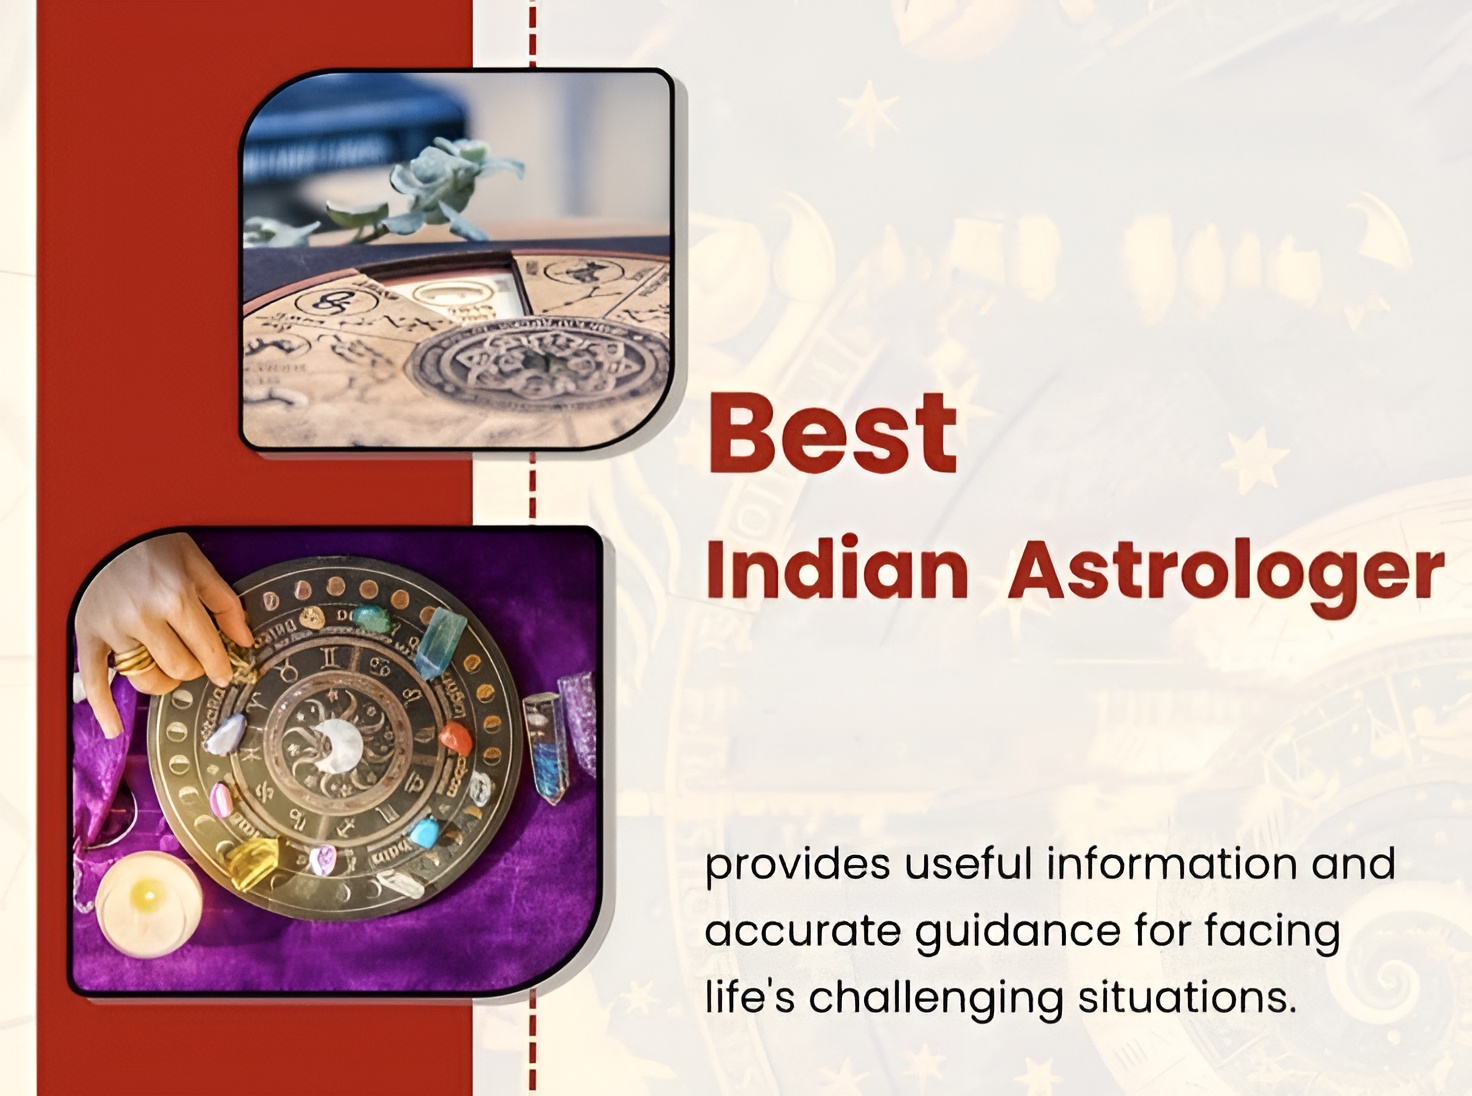 Best
Indian Astrologer
provides useful information and
accurate guidance for facing
life's challenging situations.